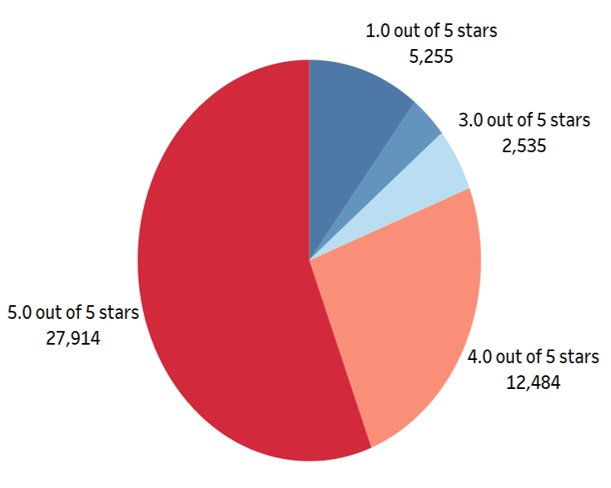 1.0 out of 5 stars
5,255
3.0 out of 5 stars
2,535
5.0 out of 5 stars
27,914
4.0 out of 5 stars
12,484